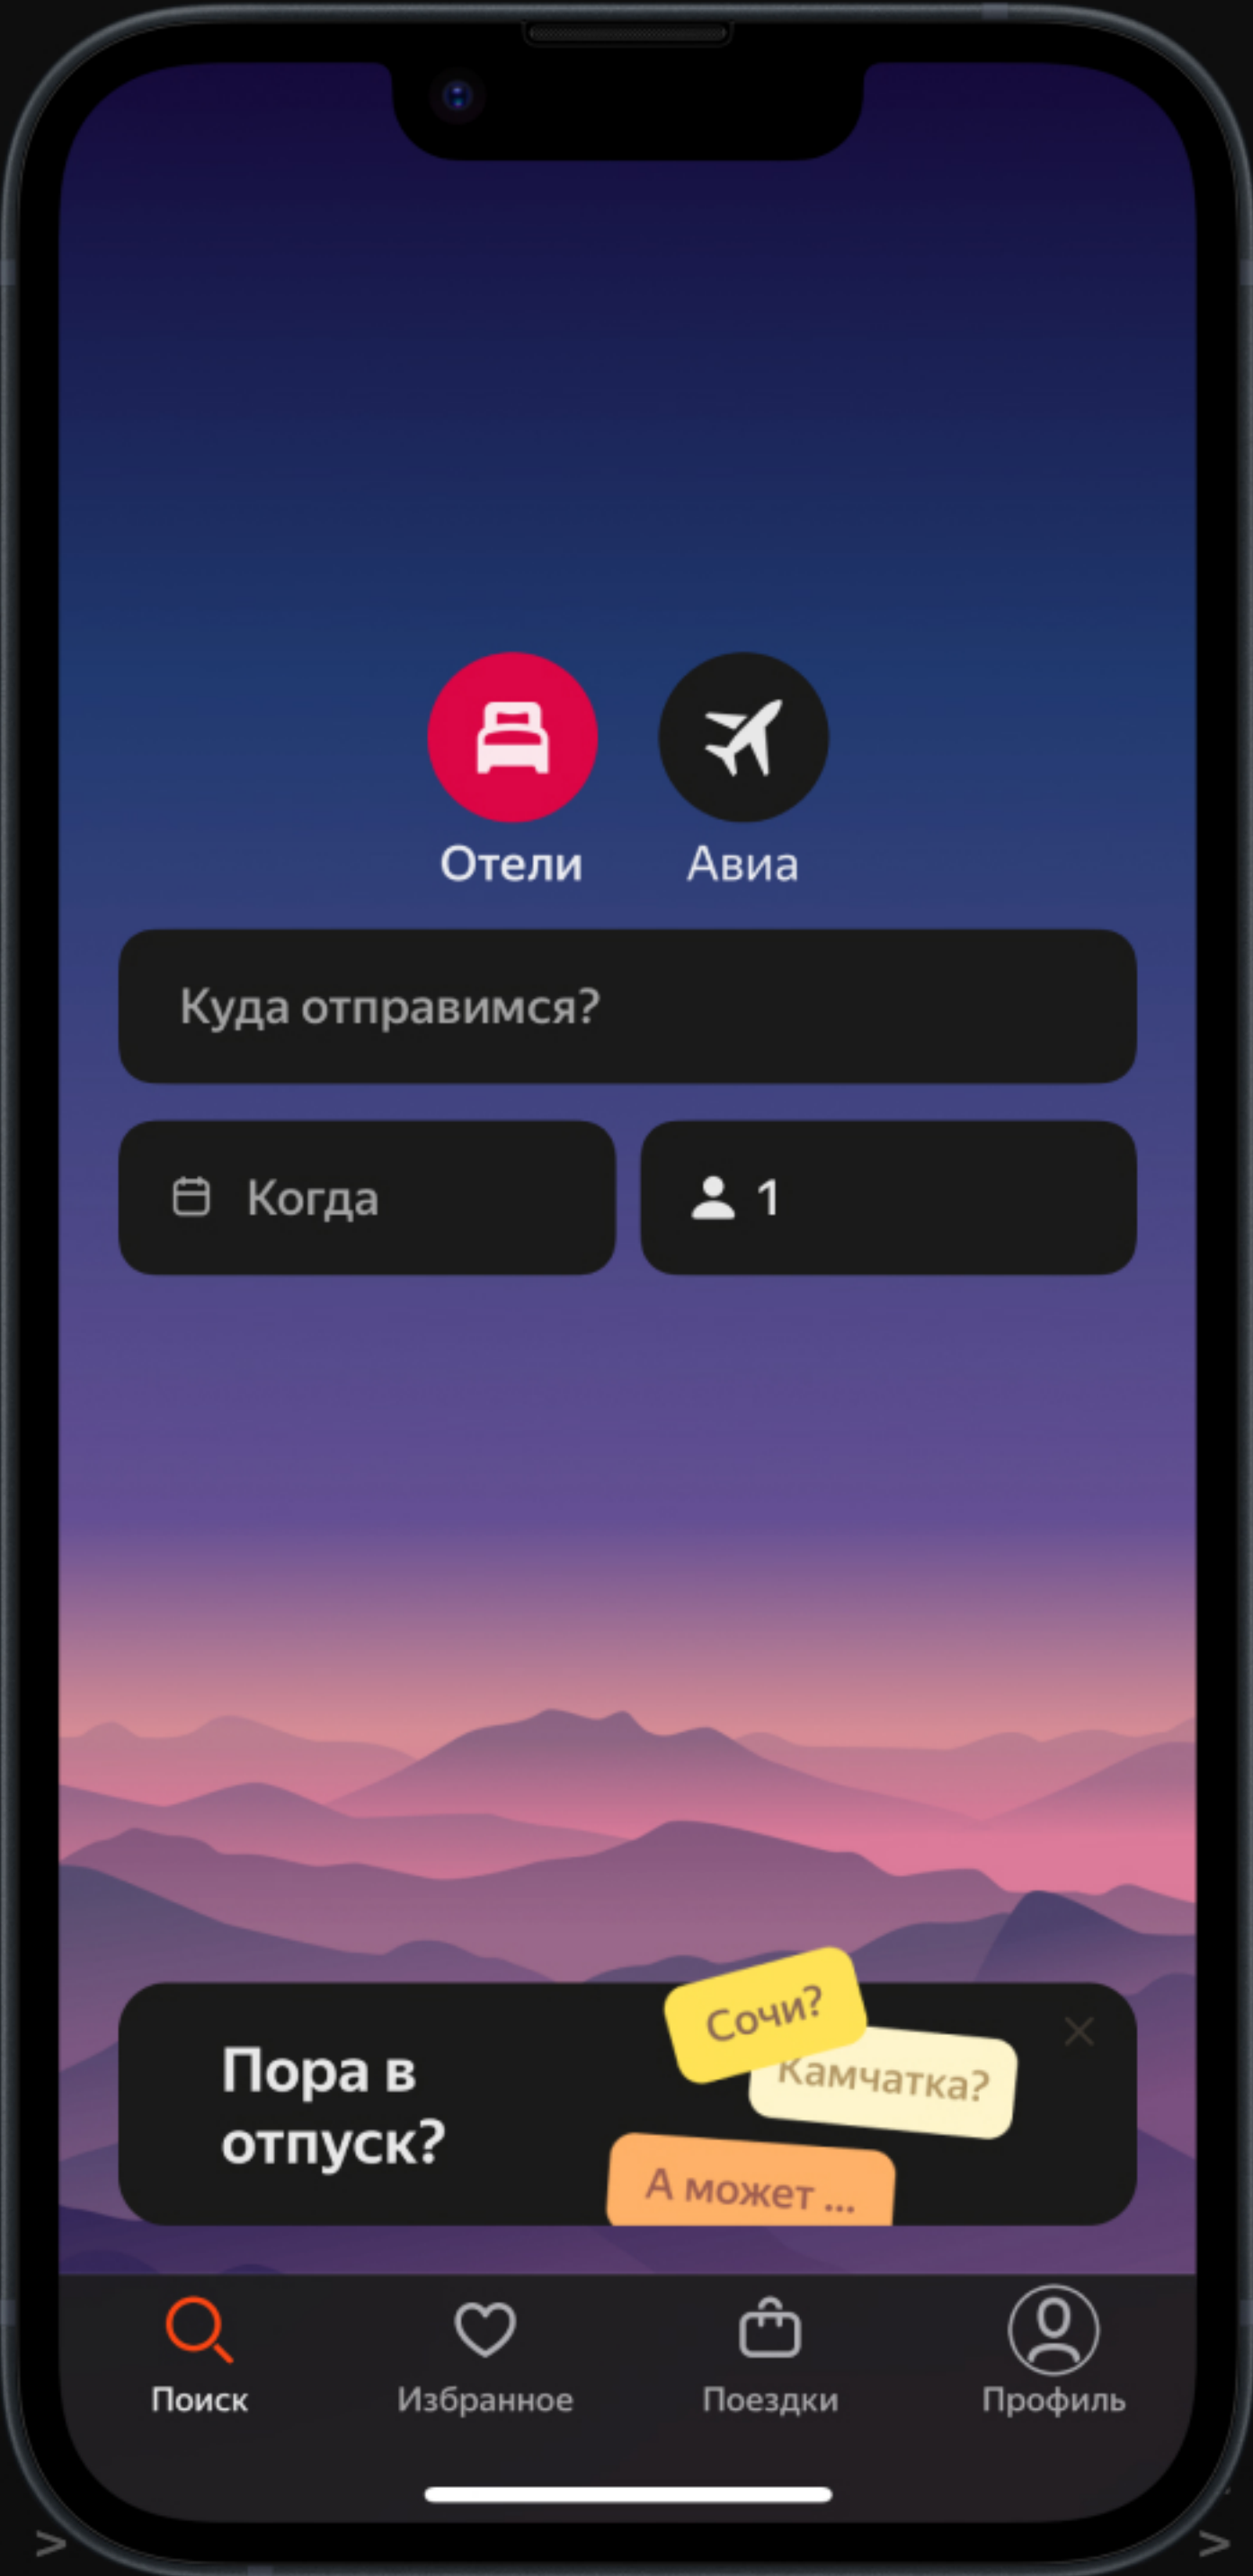 Отели
Авиа
Куда отправимся?
Когда
1
Пора в
отпуск?
Сочи?
Камчатка?
А может ...
Поиск
Избранное
Поездки
Профиль
>
>